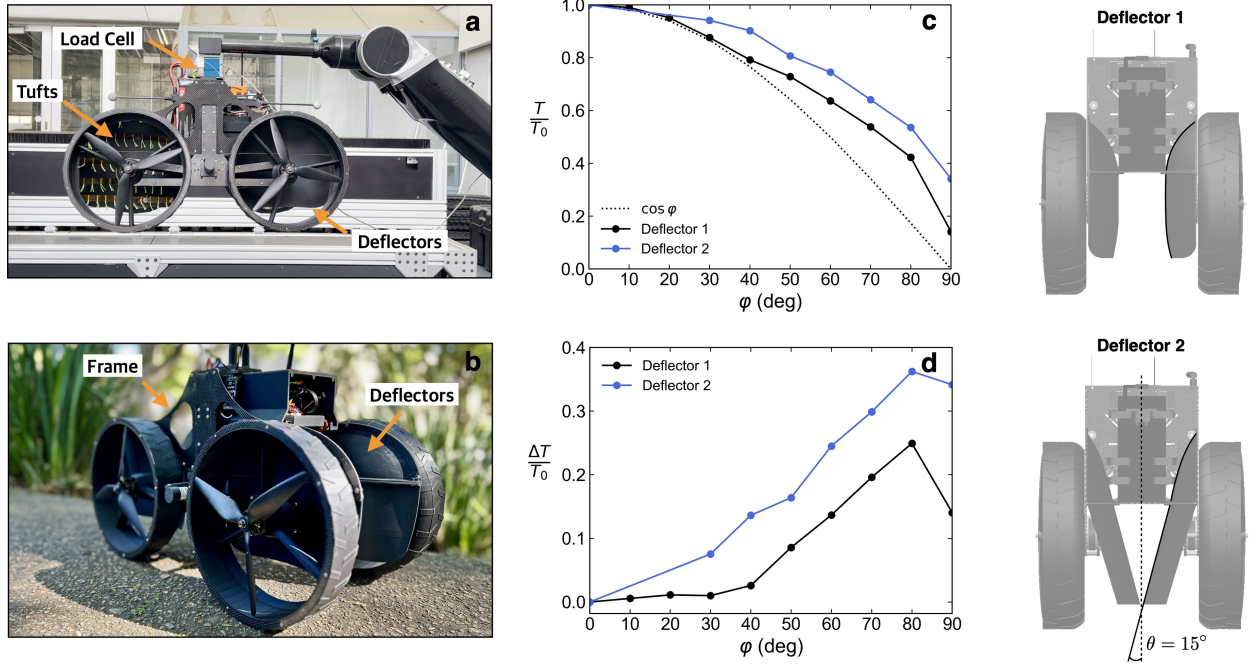 a
Load Cell
Tufts
Deflectors
b
Frame
Deflectors
c
1.0
0.8
0.6
0.4
0.2
0.0
T
T₀
cos φ
Deflector 1
Deflector 2
0 10 20 30 40 50 60 70 80 90
φ (deg)
d
0.4
0.3
0.2
0.1
0.0
ΔT
T₀
Deflector 1
Deflector 2
0 10 20 30 40 50 60 70 80 90
φ (deg)
Deflector 1
Deflector 2
θ = 15°